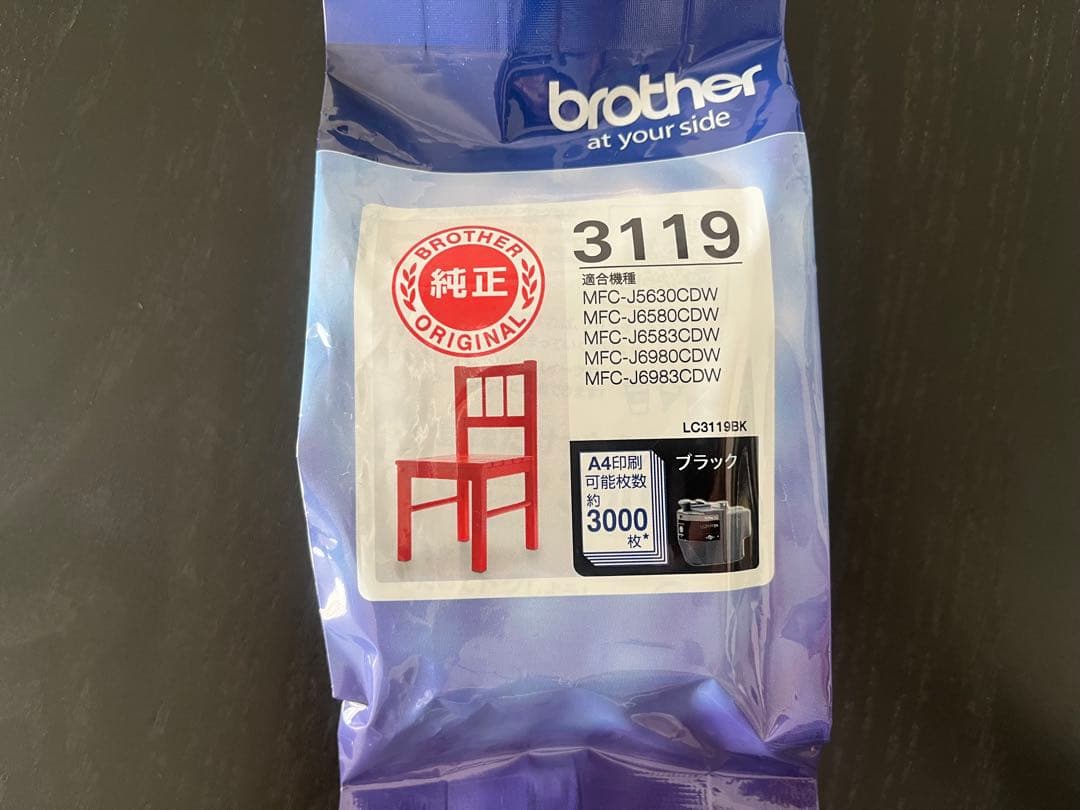 brother
at your side
BROTHER
純正
ORIGINAL
3119
適合機種
MFC-J5630CDW
MFC-J6580CDW
MFC-J6583CDW
MFC-J6980CDW
MFC-J6983CDW
LC3119BK
A4印刷
可能枚数
約
3000
枚*
ブラック